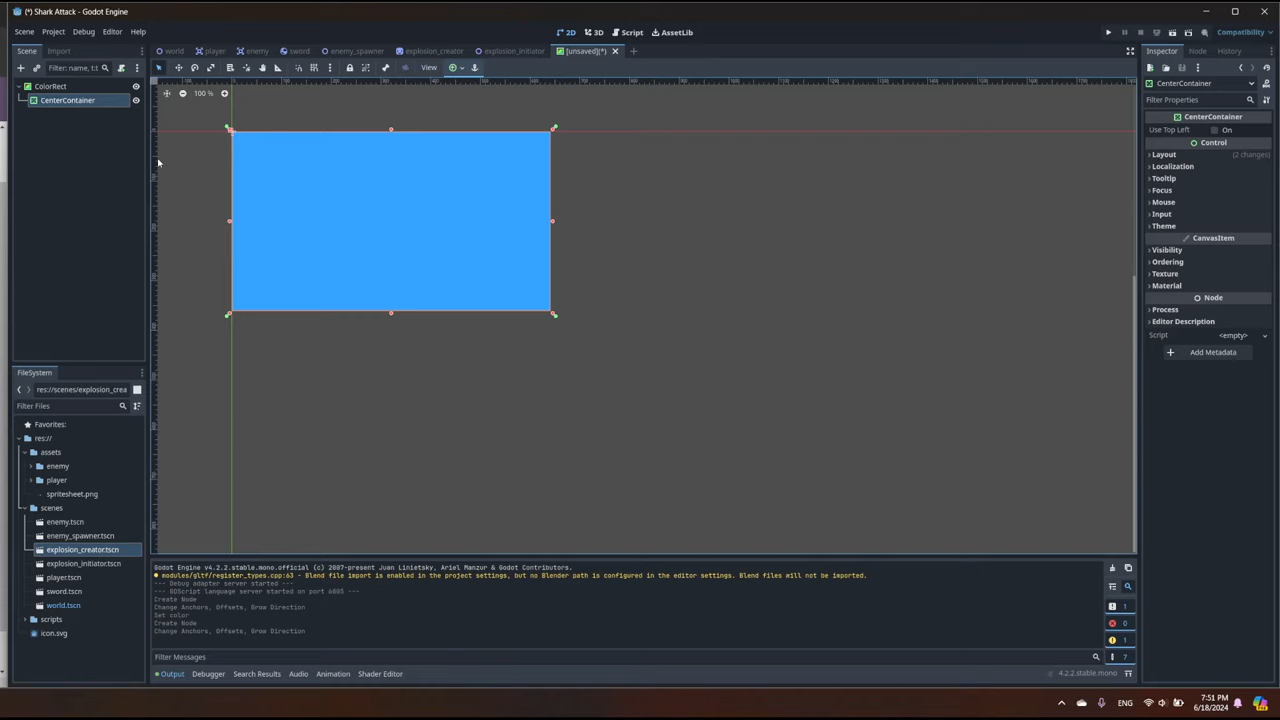 (*) Shark Attack - Godot Engine
Scene Project Debug Editor Help
2D 3D Script AssetLib
Compatibility
Scene Import
world player enemy sword enemy_spawner explosion_creator explosion_initiator [unsaved](*)
Inspector Node History
Filter: name, t:t
View
ColorRect
CenterContainer
100 %
CenterContainer
Filter Properties
CenterContainer
Use Top Left On
Control
Layout (2 changes)
Localization
Tooltip
Focus
Mouse
Input
Theme
CanvasItem
Visibility
Ordering
Texture
Material
Node
Process
Editor Description
Script <empty>
Add Metadata
FileSystem
res://scenes/explosion_crea
Filter Files
Favorites:
res://
assets
enemy
player
spritesheet.png
scenes
enemy.tscn
enemy_spawner.tscn
explosion_creator.tscn
explosion_initiator.tscn
player.tscn
sword.tscn
world.tscn
scripts
icon.svg
Godot Engine v4.2.2.stable.mono.official (c) 2007-present Juan Linietsky, Ariel Manzur & Godot Contributors.
modules/gltf/register_types.cpp:63 - Blend file import is enabled in the project settings, but no Blender path is configured in the editor settings. Blend files will not be imported.
--- Debug adapter server started ---
--- GDScript language server started on port 6005 ---
Create Node
Change Anchors, Offsets, Grow Direction
Set color
Create Node
Change Anchors, Offsets, Grow Direction
1
0
1
7
Filter Messages
Output Debugger Search Results Audio Animation Shader Editor
4.2.2.stable.mono
ENG
7:51 PM
6/18/2024